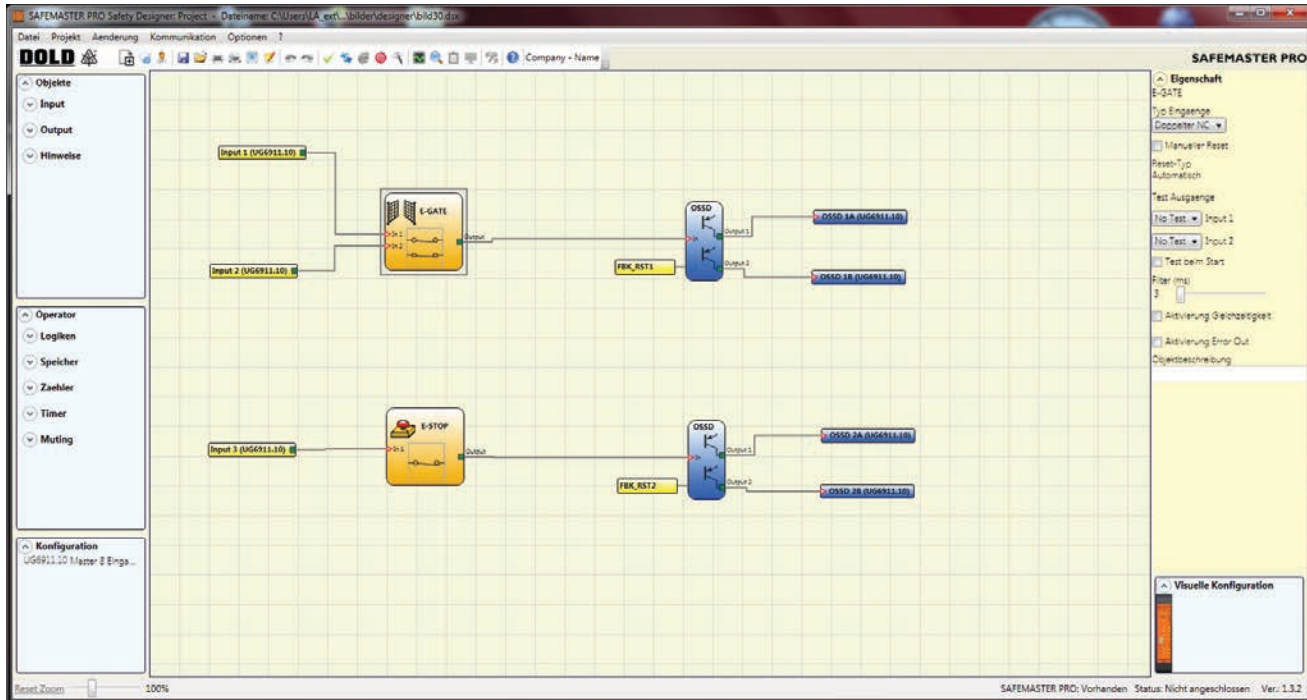 SAFEMASTER PRO Safety Designer: Project - Dateiname: C:\Users\LA_ext\...\bilder\designer\bild30.dsx
Datei Projekt Aenderung Kommunikation Optionen ?
DOLD
Company - Name
SAFEMASTER PRO
Objekte
Input
Output
Hinweise
Operator
Logiken
Speicher
Zaehler
Timer
Muting
Konfiguration
UG6911.10 Master 8 Einga...
Input 1 (UG6911.10)
Input 2 (UG6911.10)
E-GATE
In 1
In 2
Output
OSSD
In
Output 1
Output 2
FBK_RST1
OSSD 1A (UG6911.10)
OSSD 1B (UG6911.10)
Input 3 (UG6911.10)
E-STOP
In 1
Output
OSSD
In
Output 1
Output 2
FBK_RST2
OSSD 2A (UG6911.10)
OSSD 2B (UG6911.10)
Eigenschaft
E-GATE
Typ Eingaenge
Doppelter NC
Manueller Reset
Reset-Typ
Automatisch
Test Ausgaenge
No Test Input 1
No Test Input 2
Test beim Start
Filter (ms)
3
Aktivierung Gleichzeitigkeit
Aktivierung Error Out
Objektbeschreibung
Visuelle Konfiguration
Reset Zoom 100%
SAFEMASTER PRO: Vorhanden Status: Nicht angeschlossen Ver.: 1.3.2